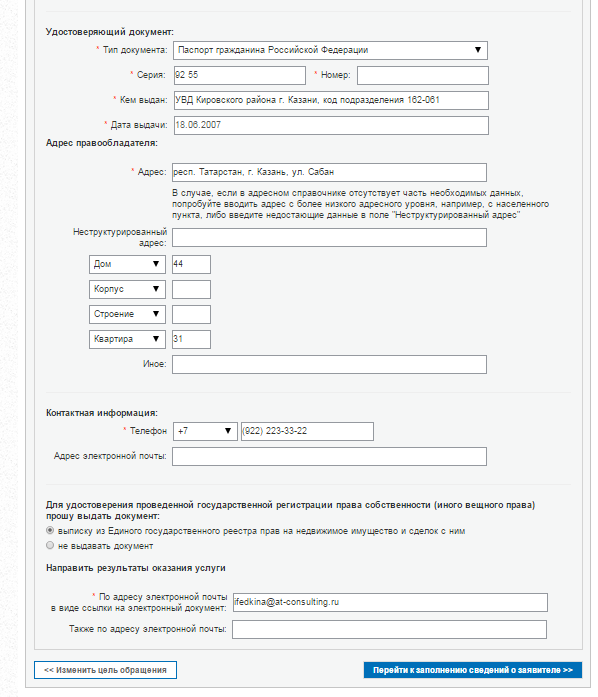 Удостоверяющий документ:
* Тип документа: Паспорт гражданина Российской Федерации
* Серия: 92 55 * Номер:
* Кем выдан: УВД Кировского района г. Казани, код подразделения 162-061
* Дата выдачи: 18.06.2007
Адрес правообладателя:
* Адрес: респ. Татарстан, г. Казань, ул. Сабан
В случае, если в адресном справочнике отсутствует часть необходимых данных,
попробуйте вводить адрес с более низкого адресного уровня, например, с населенного
пункта, либо введите недостающие данные в поле "Неструктурированный адрес"
Неструктурированный
адрес:
Дом 44
Корпус
Строение
Квартира 31
Иное:
Контактная информация:
* Телефон +7 (922) 223-33-22
Адрес электронной почты:
Для удостоверения проведенной государственной регистрации права собственности (иного вещного права)
прошу выдать документ:
выписку из Единого государственного реестра прав на недвижимое имущество и сделок с ним
не выдавать документ
Направить результаты оказания услуги
* По адресу электронной почты
в виде ссылки на электронный документ: ifedkina@at-consulting.ru
Также по адресу электронной почты:
<< Изменить цель обращения Перейти к заполнению сведений о заявителе >>